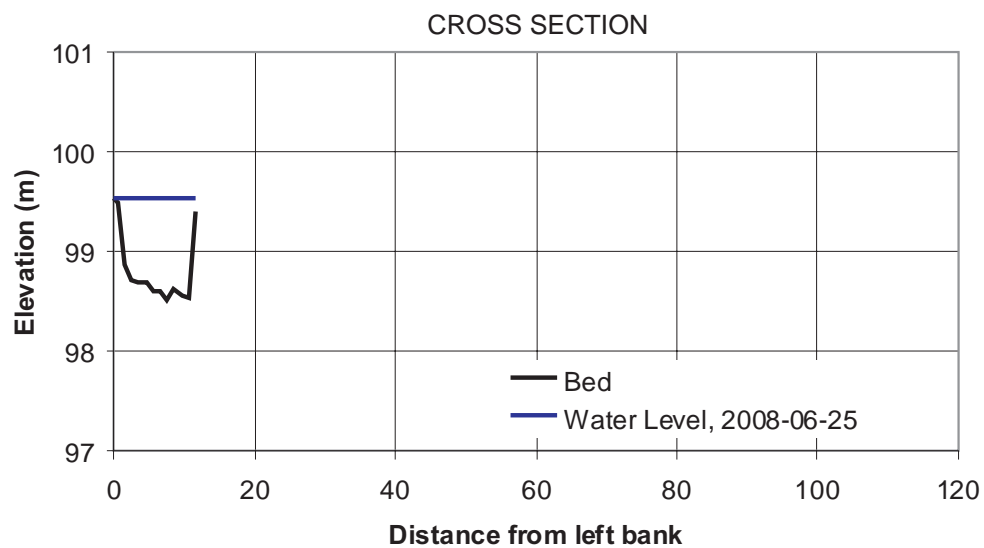 CROSS SECTION
101
100
99
98
97
Elevation (m)
Bed
Water Level, 2008-06-25
0 20 40 60 80 100 120
Distance from left bank